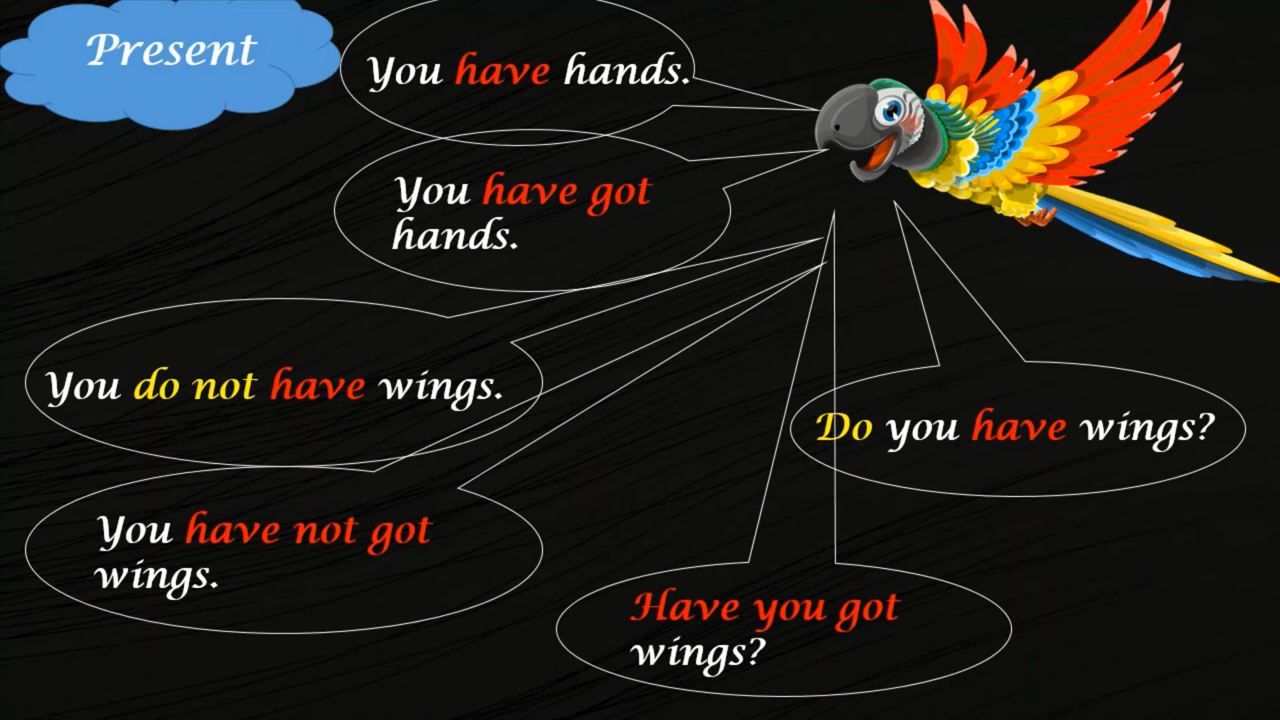 Present
You have hands.
You have got
hands.
You do not have wings.
Do you have wings?
You have not got
wings.
Have you got
wings?